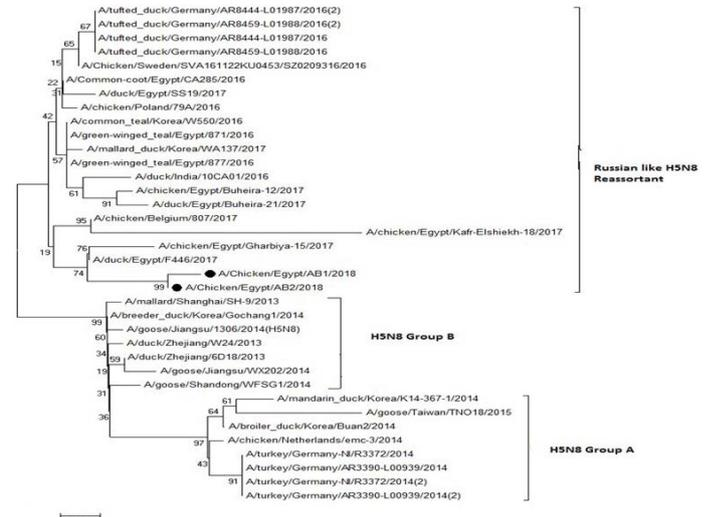 A/tufted_duck/Germany/AR8444-L01987/2016(2)
67
A/tufted_duck/Germany/AR8459-L01988/2016(2)
A/tufted_duck/Germany/AR8444-L01987/2016
65
A/tufted_duck/Germany/AR8459-L01988/2016
15
A/Chicken/Sweden/SVA161122KU0453/SZ0209316/2016
22
A/Common-coot/Egypt/CA285/2016
31
A/duck/Egypt/SS19/2017
A/chicken/Poland/79A/2016
42
A/common_teal/Korea/W550/2016
A/green-winged_teal/Egypt/871/2016
A/mallard_duck/Korea/WA137/2017
57
A/green-winged_teal/Egypt/877/2016
A/duck/India/10CA01/2016
61
A/chicken/Egypt/Buheira-12/2017
91
A/duck/Egypt/Buheira-21/2017
Russian like H5N8
Reassortant
95
A/chicken/Belgium/807/2017
A/chicken/Egypt/Kafr-Elshiekh-18/2017
19
76
A/chicken/Egypt/Gharbiya-15/2017
A/duck/Egypt/F446/2017
74
A/Chicken/Egypt/AB1/2018
99
A/Chicken/Egypt/AB2/2018
A/mallard/Shanghai/SH-9/2013
A/breeder_duck/Korea/Gochang1/2014
99
A/goose/Jiangsu/1306/2014(H5N8)
60
A/duck/Zhejiang/W24/2013
34
A/duck/Zhejiang/6D18/2013
59
19
A/goose/Jiangsu/WX202/2014
A/goose/Shandong/WFSG1/2014
H5N8 Group B
31
61
A/mandarin_duck/Korea/K14-367-1/2014
64
A/goose/Taiwan/TNO18/2015
36
A/broiler_duck/Korea/Buan2/2014
97
A/chicken/Netherlands/emc-3/2014
A/turkey/Germany-NI/R3372/2014
43
A/turkey/Germany/AR3390-L00939/2014
A/turkey/Germany-NI/R3372/2014(2)
91
A/turkey/Germany/AR3390-L00939/2014(2)
H5N8 Group A